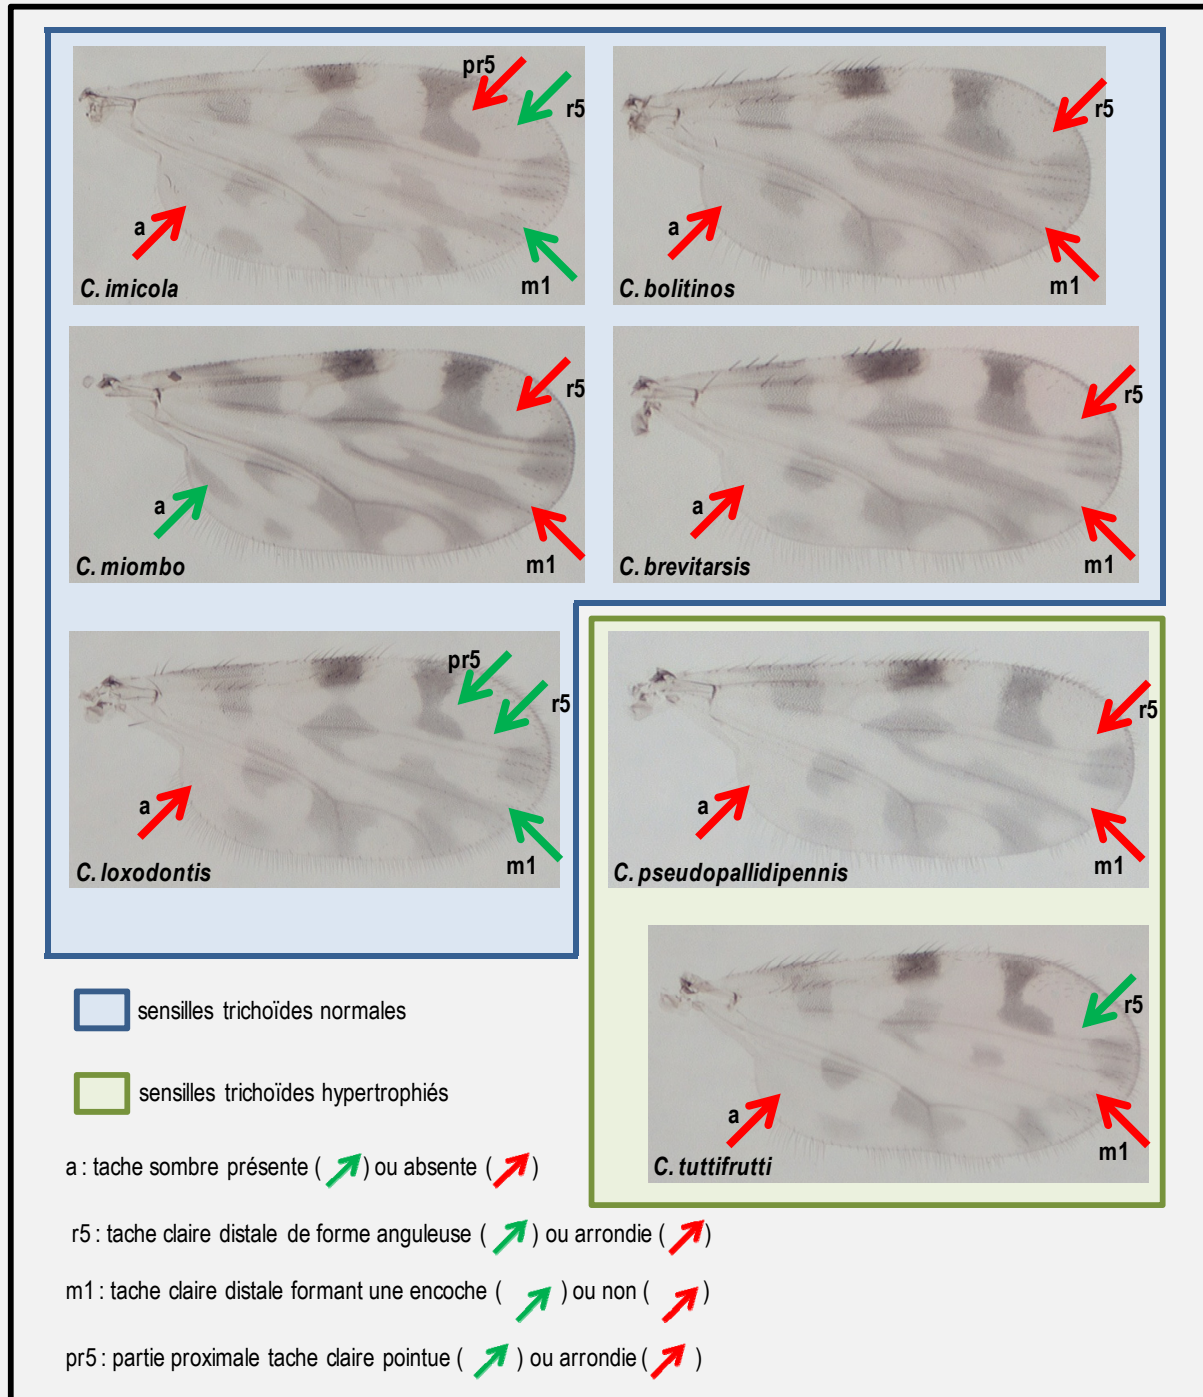 pr5
r5
a
m1
C. imicola
r5
a
m1
C. bolitinos
r5
a
m1
C. miombo
r5
a
m1
C. brevitarsis
pr5
r5
a
m1
C. loxodontis
r5
a
m1
C. pseudopallidipennis
r5
a
m1
C. tuttifrutti
sensilles trichoïdes normales
sensilles trichoïdes hypertrophiés
a : tache sombre présente ( ) ou absente ( )
r5 : tache claire distale de forme anguleuse ( ) ou arrondie ( )
m1 : tache claire distale formant une encoche ( ) ou non ( )
pr5 : partie proximale tache claire pointue ( ) ou arrondie ( )